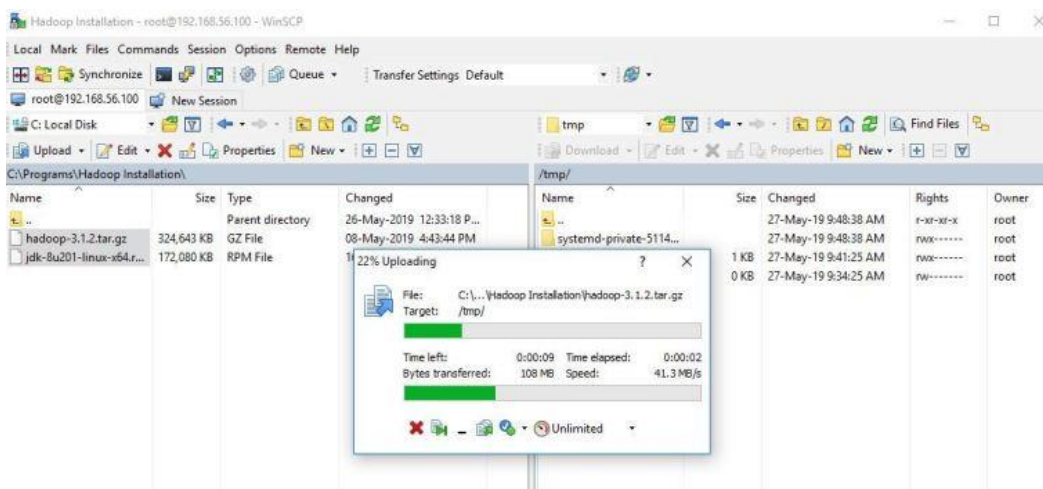 Hadoop Installation - root@192.168.56.100 - WinSCP
Local Mark Files Commands Session Options Remote Help
Synchronize Queue Transfer Settings Default
root@192.168.56.100 New Session
C: Local Disk tmp Find Files
Upload Edit Properties New Download Edit Properties New
C:\Programs\Hadoop Installation\ /tmp/
Name Size Type Changed Name Size Changed Rights Owner
.. Parent directory 26-May-2019 12:33:18 P... .. 27-May-19 9:48:38 AM r-xr-xr-x root
hadoop-3.1.2.tar.gz 324,643 KB GZ File 08-May-2019 4:43:44 PM systemd-private-5114... 27-May-19 9:48:38 AM rwx------ root
jdk-8u201-linux-x64.r... 172,080 KB RPM File 1 KB 27-May-19 9:41:25 AM rwx------ root
0 KB 27-May-19 9:34:25 AM rw------- root
22% Uploading ?
File: C:\...\Hadoop Installation\hadoop-3.1.2.tar.gz
Target: /tmp/
Time left: 0:00:09 Time elapsed: 0:00:02
Bytes transferred: 108 MB Speed: 41.3 MB/s
Unlimited